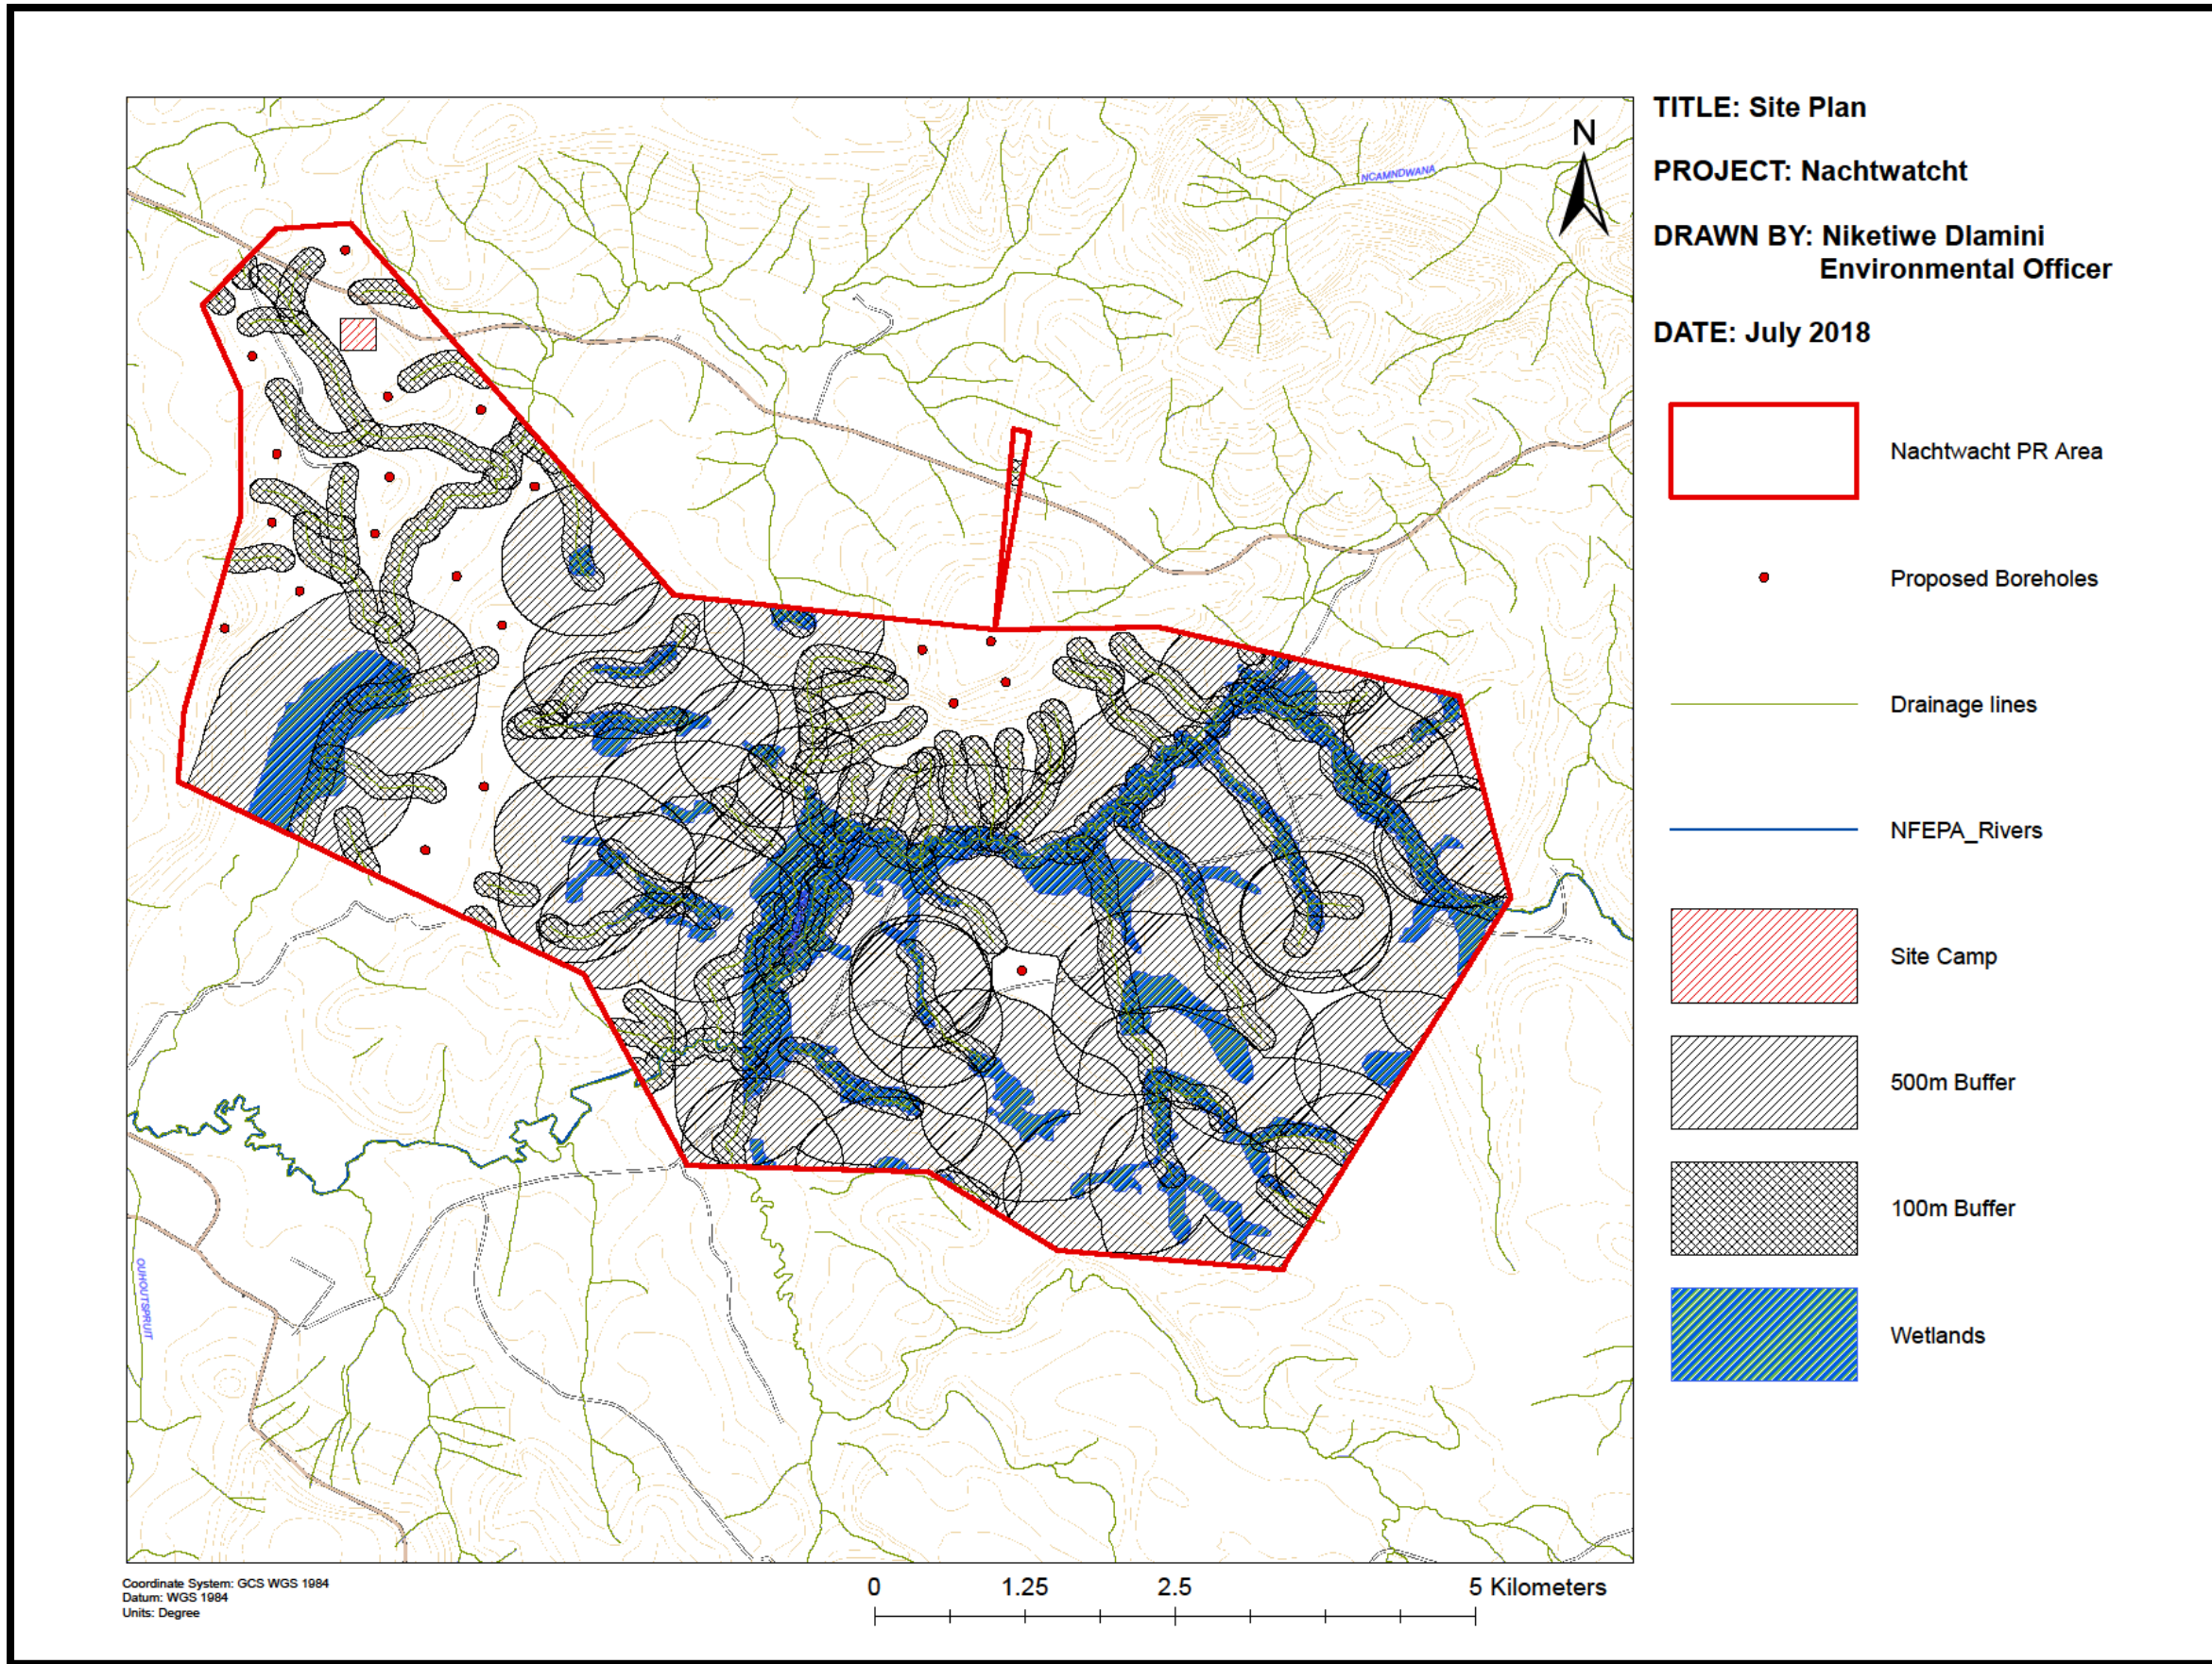 TITLE: Site Plan
PROJECT: Nachtwatcht
DRAWN BY: Niketiwe Dlamini
Environmental Officer
DATE: July 2018
N
NCAMNDWANA
Nachtwacht PR Area
Proposed Boreholes
Drainage lines
NFEPA_Rivers
Site Camp
500m Buffer
100m Buffer
Wetlands
OUHOUTSPRUIT
Coordinate System: GCS WGS 1984
Datum: WGS 1984
Units: Degree
0 1.25 2.5 5 Kilometers